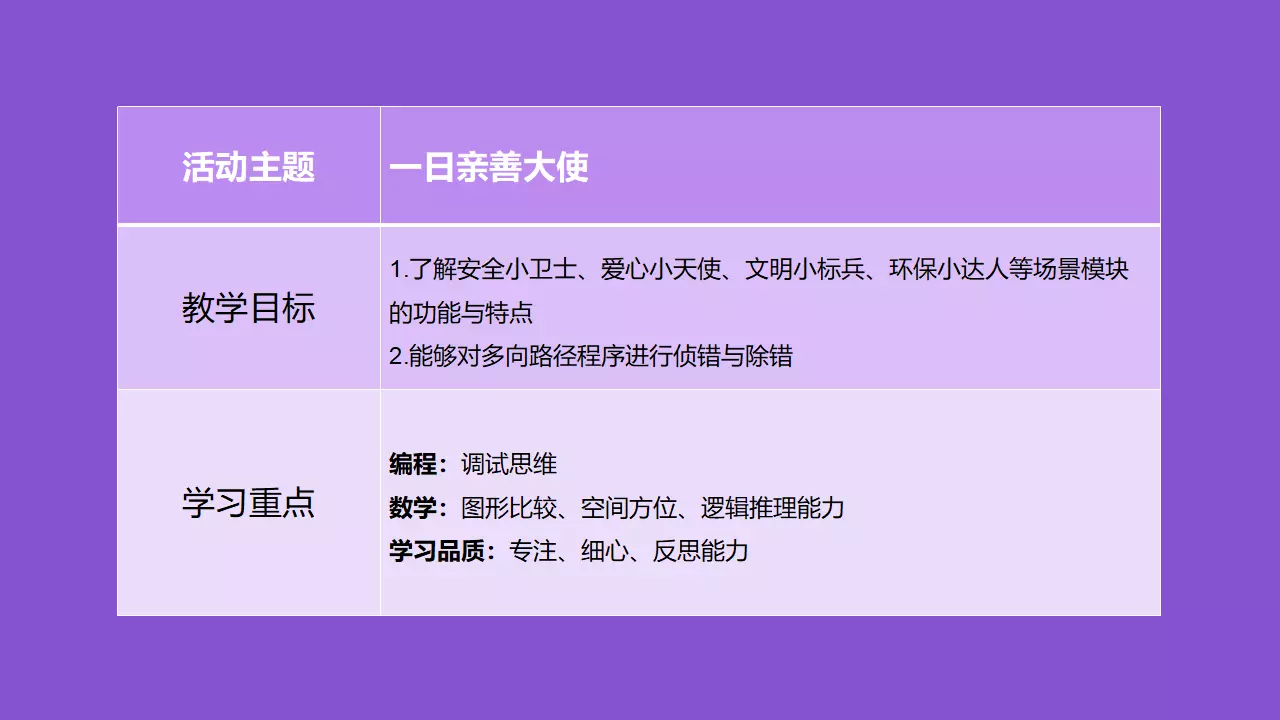 活动主题
一日亲善大使
教学目标
1.了解安全小卫士、爱心小天使、文明小标兵、环保小达人等场景模块
的功能与特点
2.能够对多向路径程序进行侦错与除错
学习重点
编程：调试思维
数学：图形比较、空间方位、逻辑推理能力
学习品质：专注、细心、反思能力